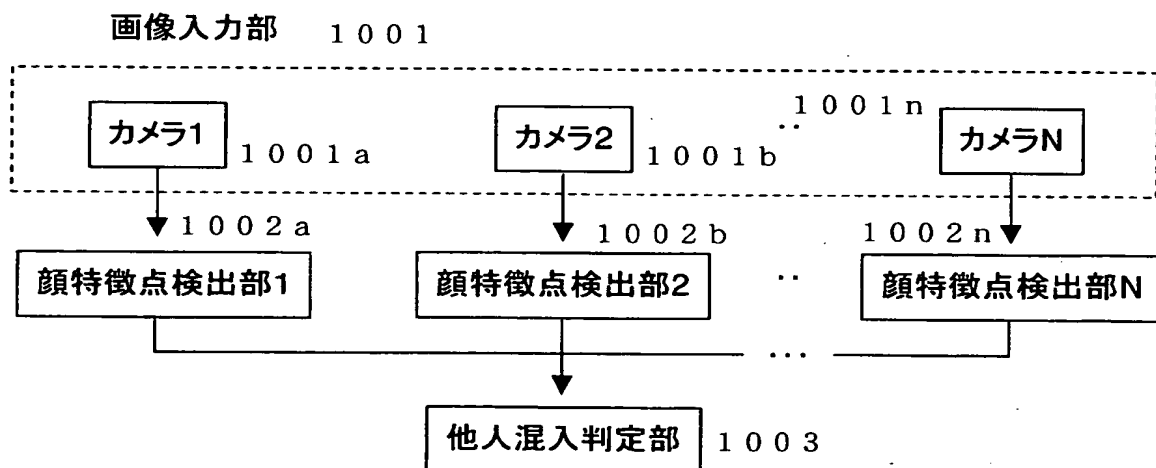 画像入力部 1001
カメラ1 1001a カメラ2 1001b ‥ 1001n カメラN
1002a 1002b 1002n
顔特徴点検出部1 顔特徴点検出部2 ‥ 顔特徴点検出部N
…
他人混入判定部 1003